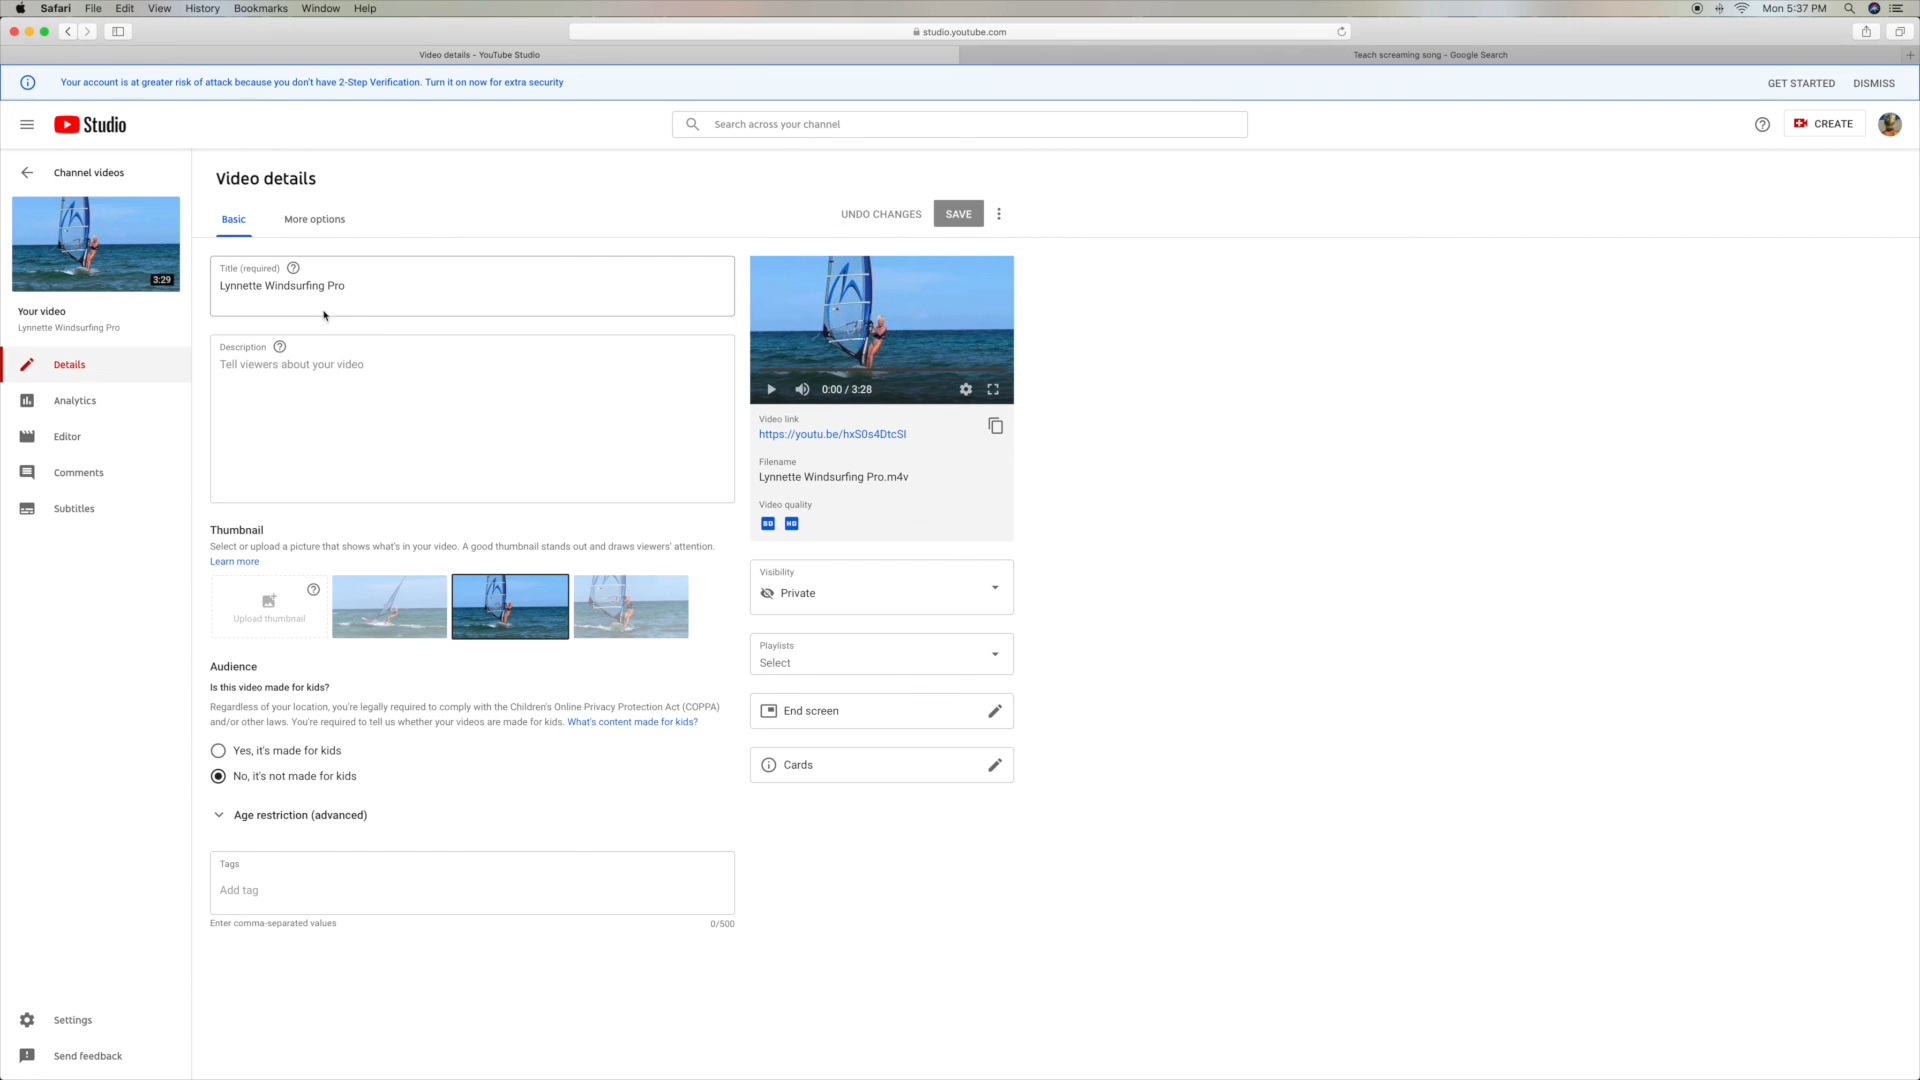 Safari File Edit View History Bookmarks Window Help Mon 5:37 PM
studio.youtube.com
Video details - YouTube Studio
Teach screaming song - Google Search
Your account is at greater risk of attack because you don't have 2-Step Verification. Turn it on now for extra security
GET STARTED DISMISS
Studio
Search across your channel
CREATE
Channel videos
3:29
Your video
Lynnette Windsurfing Pro
Details
Analytics
Editor
Comments
Subtitles
Settings
Send feedback
Video details
Basic More options
UNDO CHANGES SAVE
Title (required)
Lynnette Windsurfing Pro
Description
Tell viewers about your video
Thumbnail
Select or upload a picture that shows what's in your video. A good thumbnail stands out and draws viewers' attention.
Learn more
Upload thumbnail
Audience
Is this video made for kids?
Regardless of your location, you're legally required to comply with the Children's Online Privacy Protection Act (COPPA)
and/or other laws. You're required to tell us whether your videos are made for kids. What's content made for kids?
Yes, it's made for kids
No, it's not made for kids
Age restriction (advanced)
Tags
Add tag
Enter comma-separated values 0/500
0:00 / 3:28
Video link
https://youtu.be/hxS0s4DtcSI
Filename
Lynnette Windsurfing Pro.m4v
Video quality
SD HD
Visibility
Private
Playlists
Select
End screen
Cards